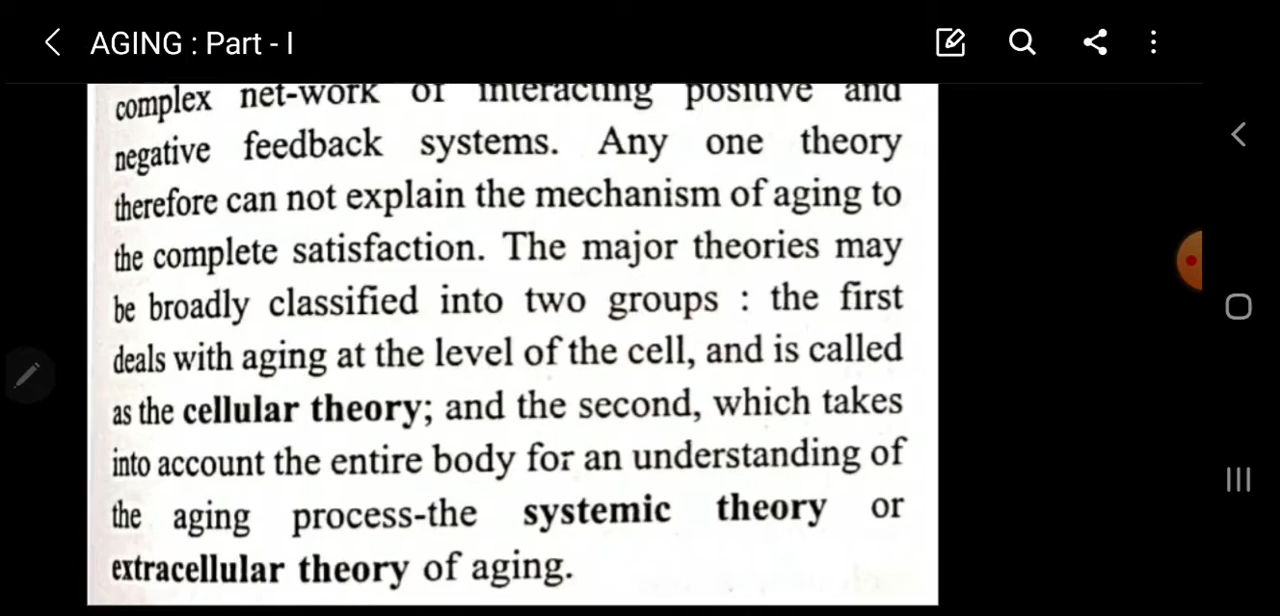 AGING : Part - I
complex net-work of interacting positive and
negative feedback systems. Any one theory
therefore can not explain the mechanism of aging to
the complete satisfaction. The major theories may
be broadly classified into two groups : the first
deals with aging at the level of the cell, and is called
as the cellular theory; and the second, which takes
into account the entire body for an understanding of
the aging process-the systemic theory or
extracellular theory of aging.